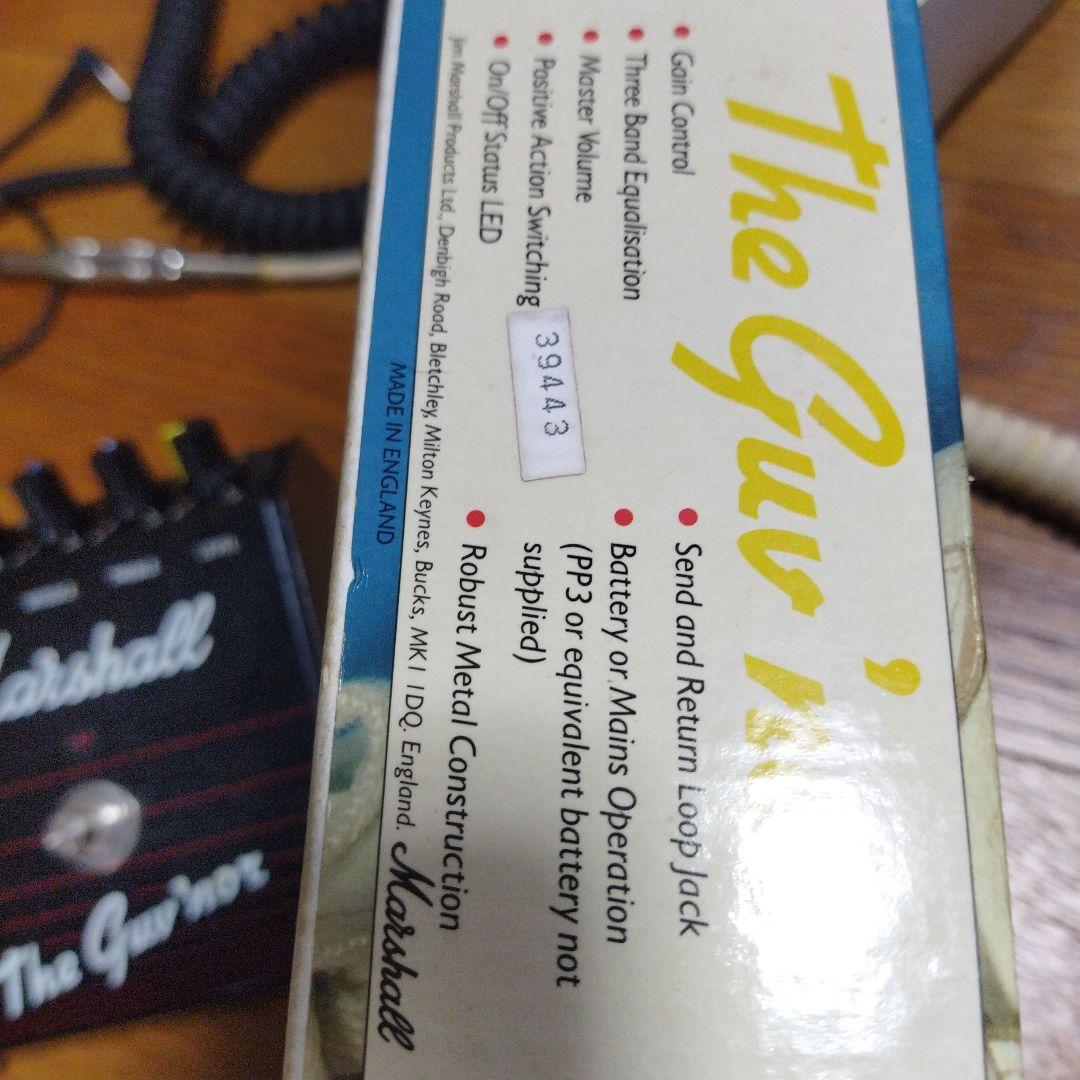 The Guv'n
• Gain Control
• Three Band Equalisation
• Master Volume
• Positive Action Switching
• On/Off Status LED
39443
• Send and Return Loop Jack
• Battery or Mains Operation
(PP3 or equivalent battery not
supplied)
• Robust Metal Construction
Jim Marshall Products Ltd., Denbigh Road, Bletchley, Milton Keynes, Bucks, MK1 1DQ. England.
Marshall
MADE IN ENGLAND
Marshall
The Guv'nor